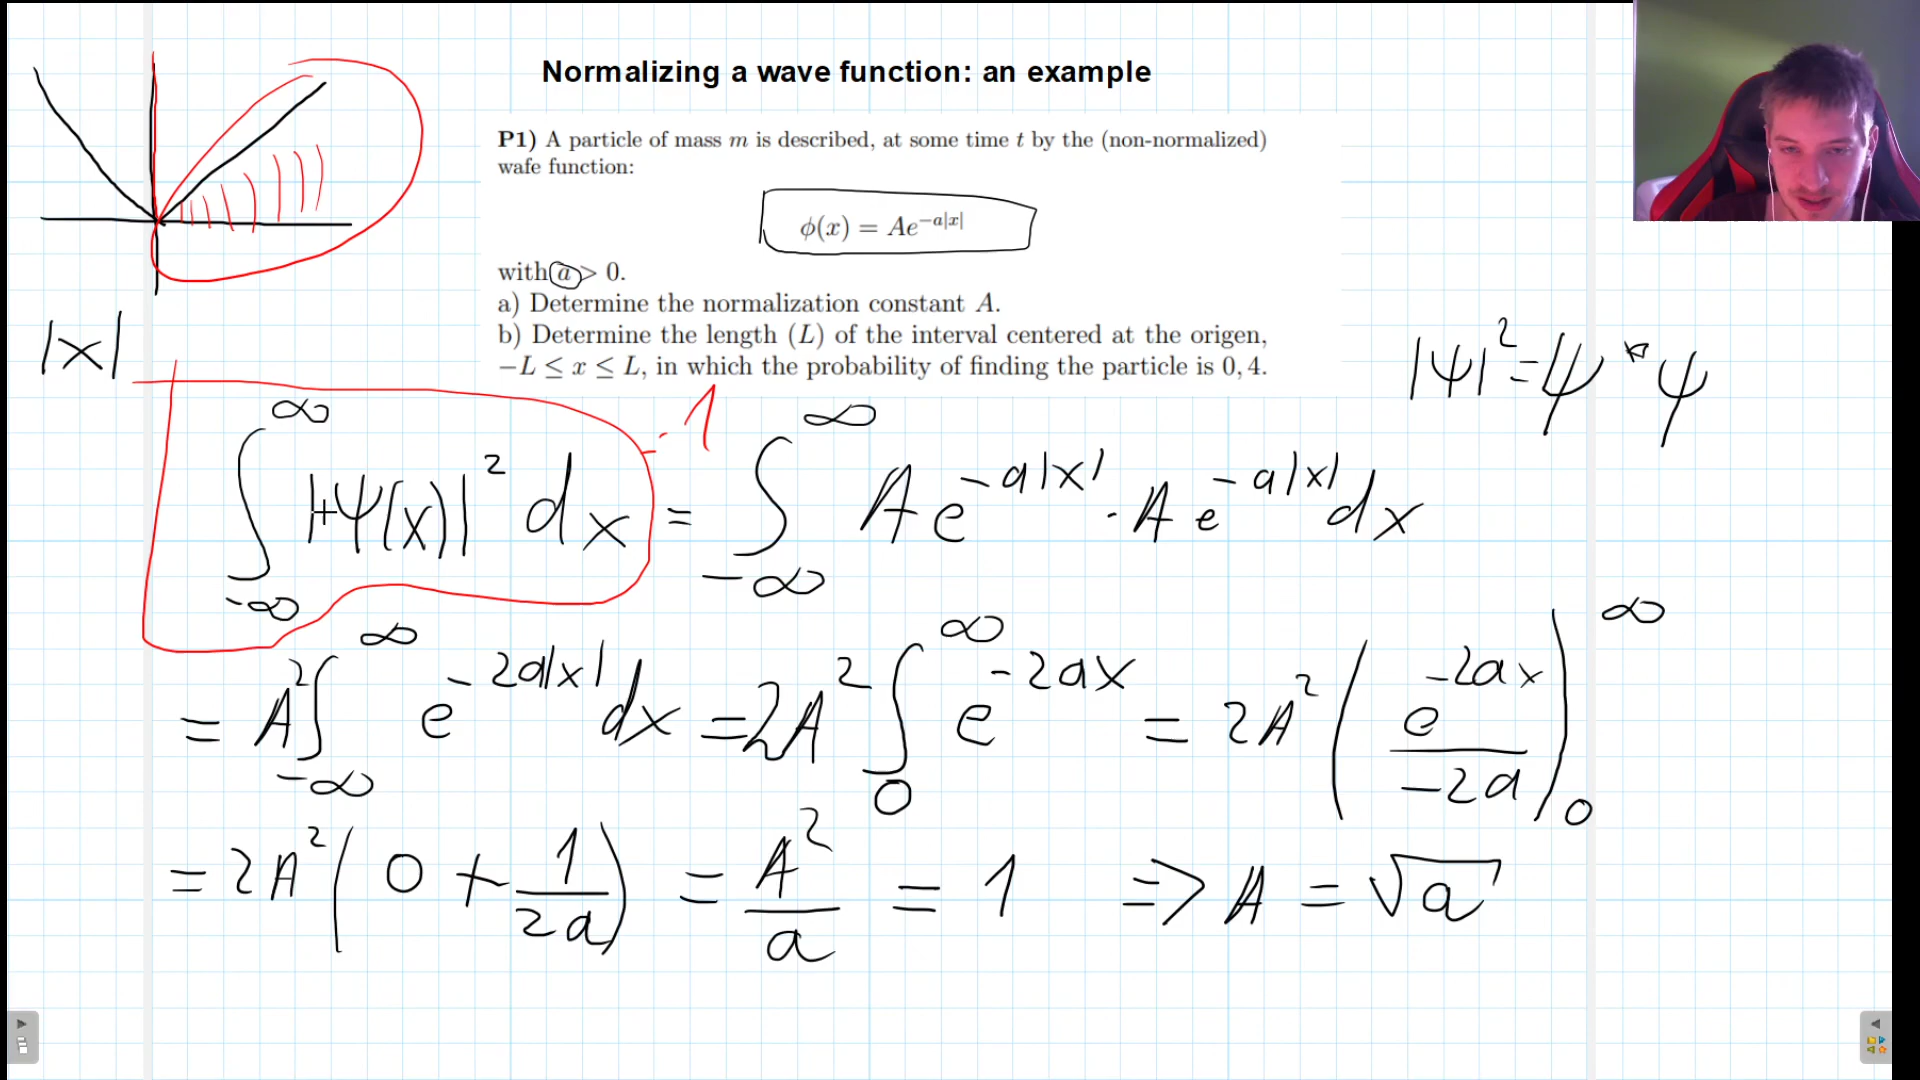 Normalizing a wave function: an example
P1) A particle of mass m is described, at some time t by the (non-normalized)
wafe function:
ϕ(x) = Ae^{-a|x|}
with a > 0.
a) Determine the normalization constant A.
b) Determine the length (L) of the interval centered at the origen,
−L ≤ x ≤ L, in which the probability of finding the particle is 0,4.
|x|
|Ψ|² = Ψ*Ψ
∫_{-∞}^{∞} |Ψ(x)|² dx = 1 = ∫_{-∞}^{∞} A e^{-a|x|} · A e^{-a|x|} dx
= A² ∫_{-∞}^{∞} e^{-2a|x|} dx = 2A² ∫_0^∞ e^{-2ax} = 2A² ( e^{-2ax} / -2a )_0^∞
= 2A² ( 0 + 1/2a ) = A²/a = 1 => A = √a